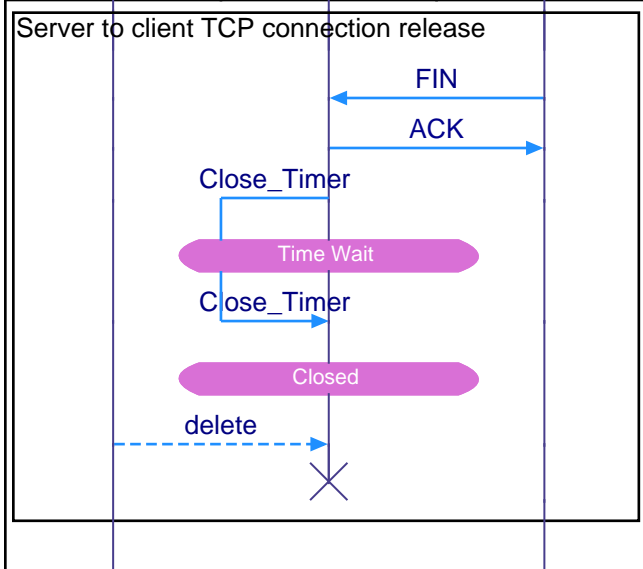 Server to client TCP connection release
FIN
ACK
Close_Timer
Time Wait
Close_Timer
Closed
delete